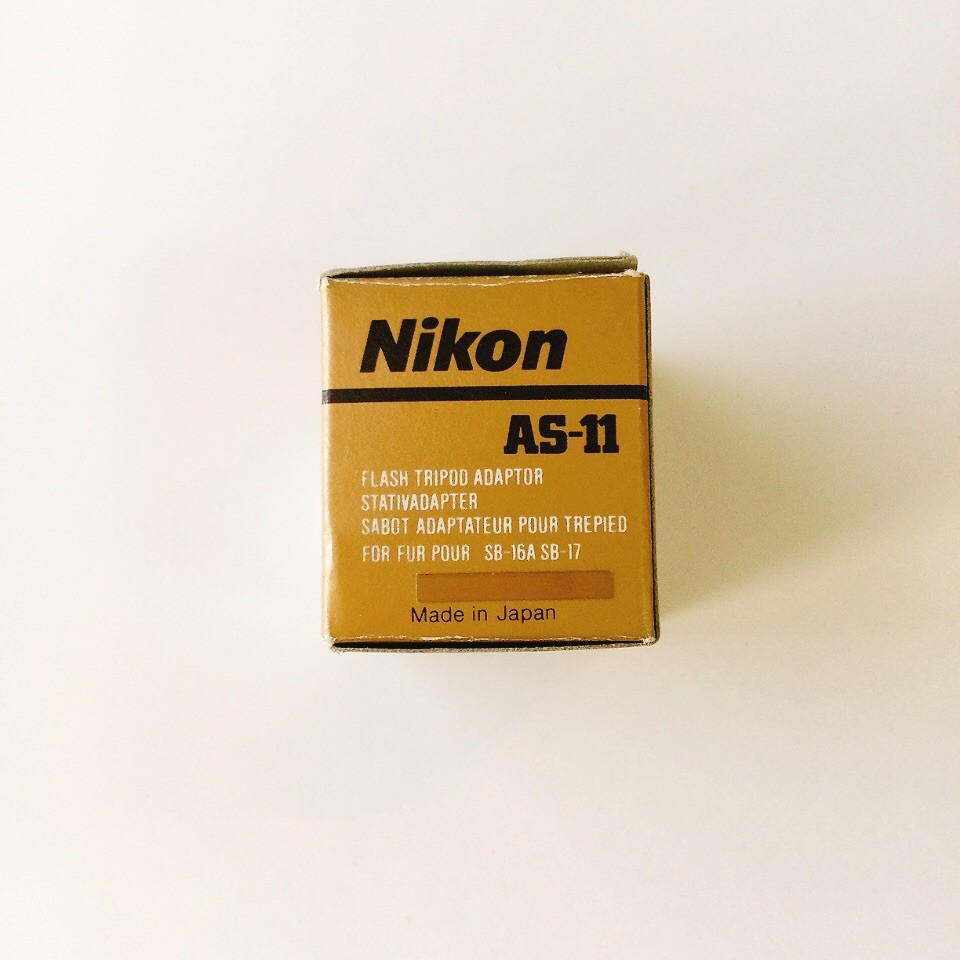 Nikon
AS-11
FLASH TRIPOD ADAPTOR
STATIVADAPTER
SABOT ADAPTATEUR POUR TREPIED
FOR FUR POUR SB-16A SB-17
Made in Japan